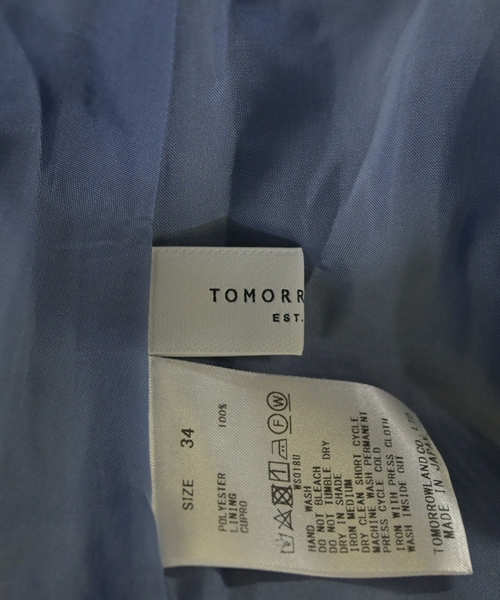 TOMORR
EST.
SIZE 34
POLYESTER 100%
LINING
CUPRO
WS018U
HAND WASH
DO NOT BLEACH
DO NOT TUMBLE DRY
DRY IN SHADE
IRON MEDIUM
DRY CLEAN SHORT CYCLE
MACHINE WASH PERMANENT
PRESS CYCLE COLD
IRON WITH PRESS CLOTH
WASH INSIDE OUT
TOMORROWLAND CO. LTD.
MADE IN JAPAN